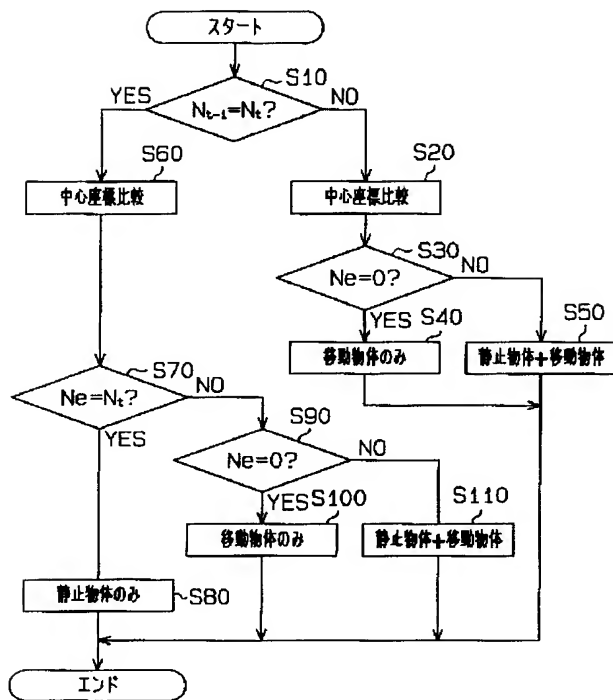 スタート
S10
YES
N_{t-1}=N_t?
NO
S60
中心座標比較
S20
中心座標比較
S30
Ne=0?
NO
YES
S40
移動物体のみ
S50
静止物体+移動物体
S70
Ne=N_t?
NO
YES
S90
Ne=0?
NO
YES
S100
移動物体のみ
S110
静止物体+移動物体
静止物体のみ
S80
エンド